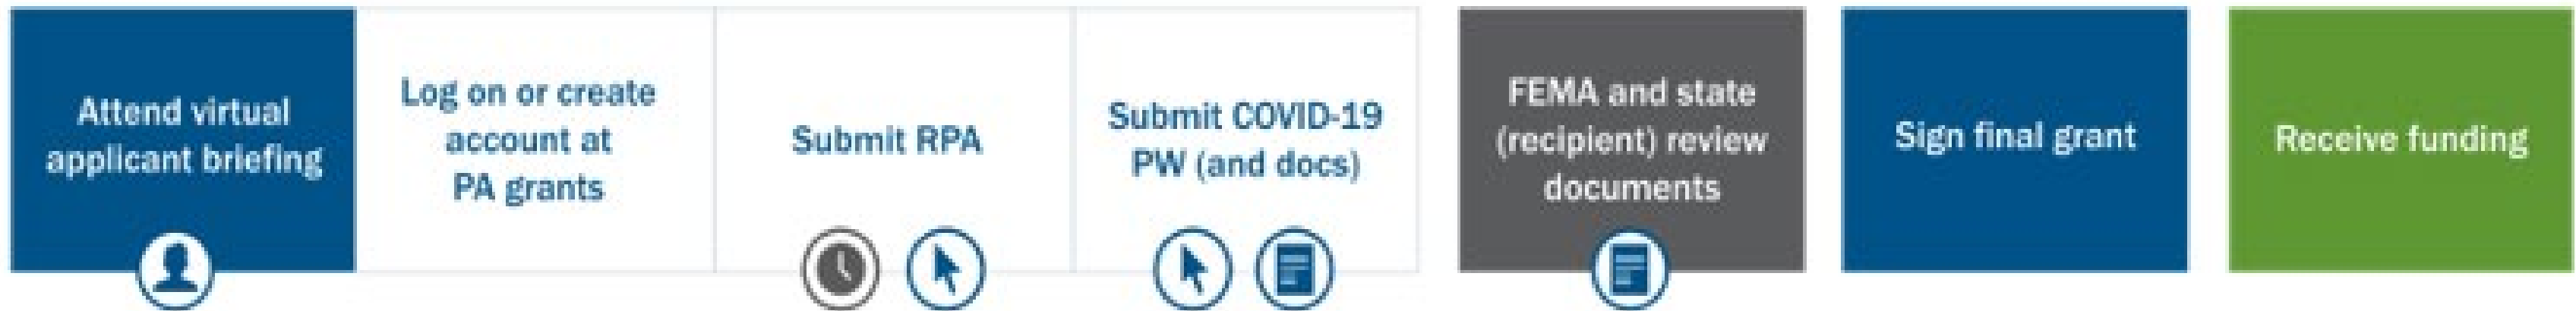 Attend virtual
applicant briefing
Log on or create
account at
PA grants
Submit RPA
Submit COVID-19
PW (and docs)
FEMA and state
(recipient) review
documents
Sign final grant
Receive funding